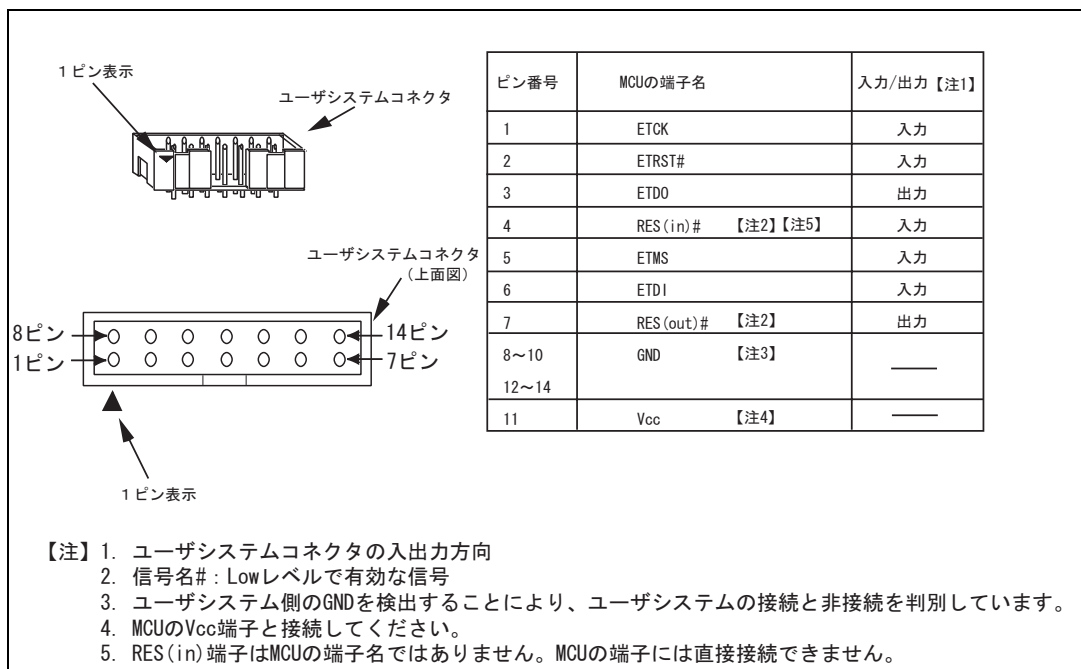 １ピン表示
ユーザシステムコネクタ
ユーザシステムコネクタ
（上面図）
8ピン
14ピン
1ピン
7ピン
１ピン表示
ピン番号 MCUの端子名 入力/出力【注1】
1 ETCK 入力
2 ETRST# 入力
3 ETDO 出力
4 RES(in)# 【注2】【注5】 入力
5 ETMS 入力
6 ETDI 入力
7 RES(out)# 【注2】 出力
8～10 GND 【注3】 ───
12～14
11 Vcc 【注4】 ───
【注】1. ユーザシステムコネクタの入出力方向
2. 信号名#：Lowレベルで有効な信号
3. ユーザシステム側のGNDを検出することにより、ユーザシステムの接続と非接続を判別しています。
4. MCUのVcc端子と接続してください。
5. RES(in)端子はMCUの端子名ではありません。MCUの端子には直接接続できません。